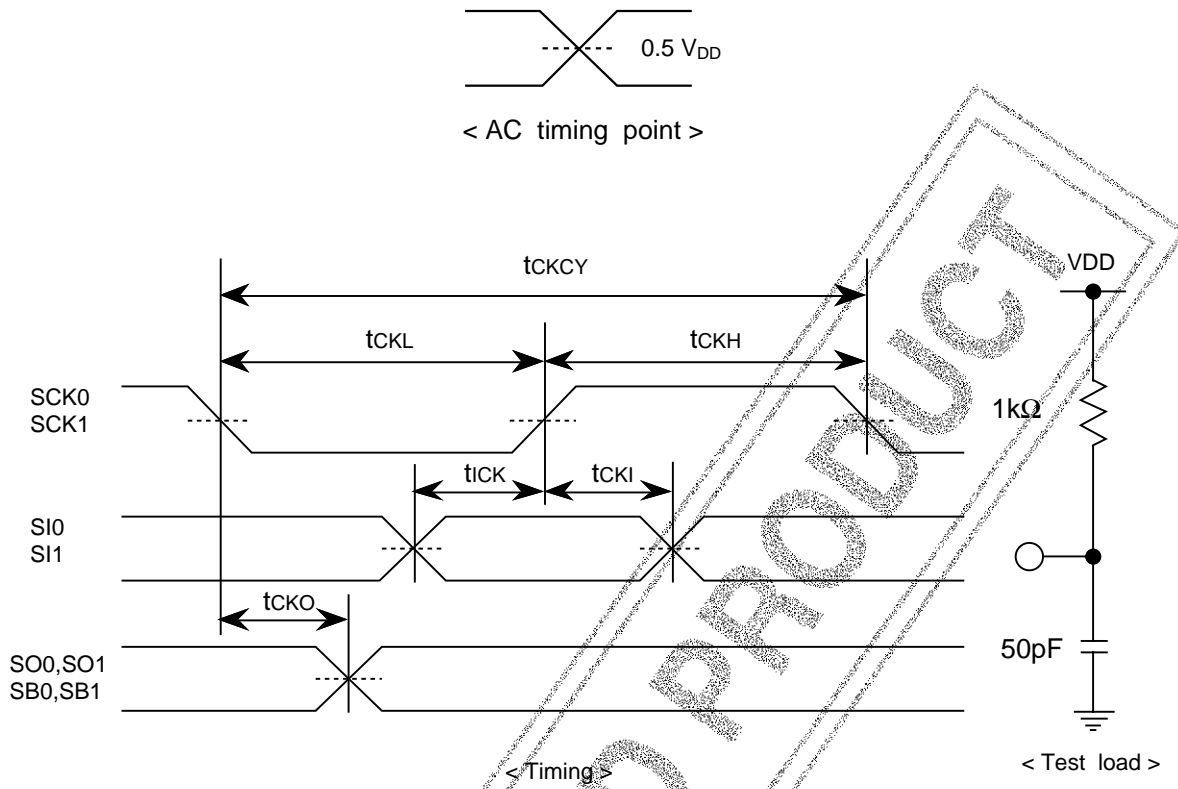 0.5 VDD
< AC timing point >
tCKCY
VDD
tCKL
tCKH
SCK0
SCK1
1kΩ
tICK
tCKI
SI0
SI1
tCKO
SO0,SO1
SB0,SB1
50pF
< Timing >
< Test load >
PRODUCT